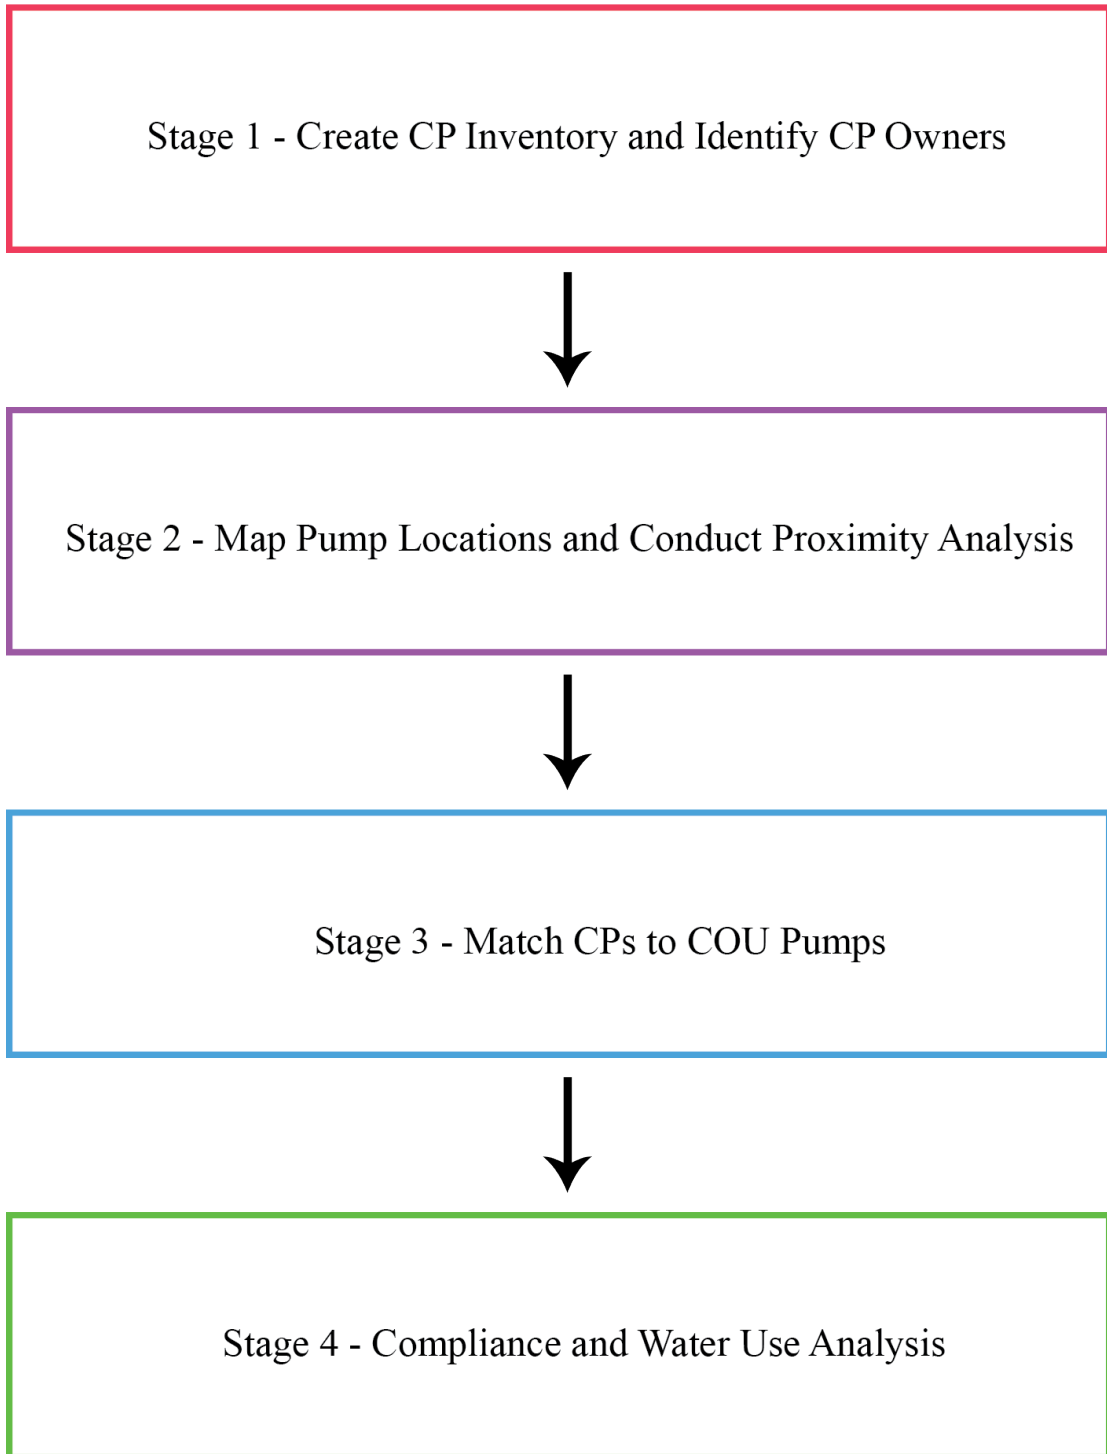 Stage 1 - Create CP Inventory and Identify CP Owners
Stage 2 - Map Pump Locations and Conduct Proximity Analysis
Stage 3 - Match CPs to COU Pumps
Stage 4 - Compliance and Water Use Analysis